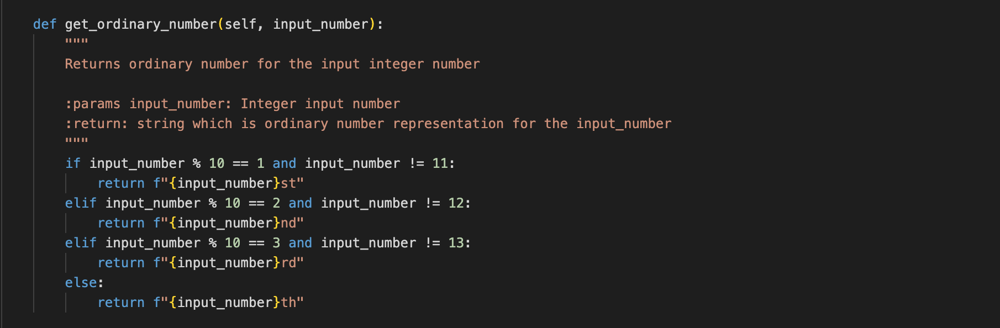 def get_ordinary_number(self, input_number):
"""
Returns ordinary number for the input integer number
:params input_number: Integer input number
:return: string which is ordinary number representation for the input_number
"""
if input_number % 10 == 1 and input_number != 11:
return f"{input_number}st"
elif input_number % 10 == 2 and input_number != 12:
return f"{input_number}nd"
elif input_number % 10 == 3 and input_number != 13:
return f"{input_number}rd"
else:
return f"{input_number}th"